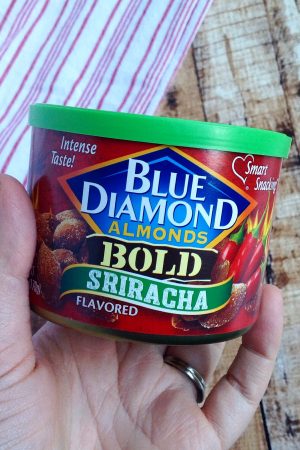 Intense
Taste!
Smart
Snacking
BLUE
DIAMOND
ALMONDS
BOLD
SRIRACHA
FLAVORED